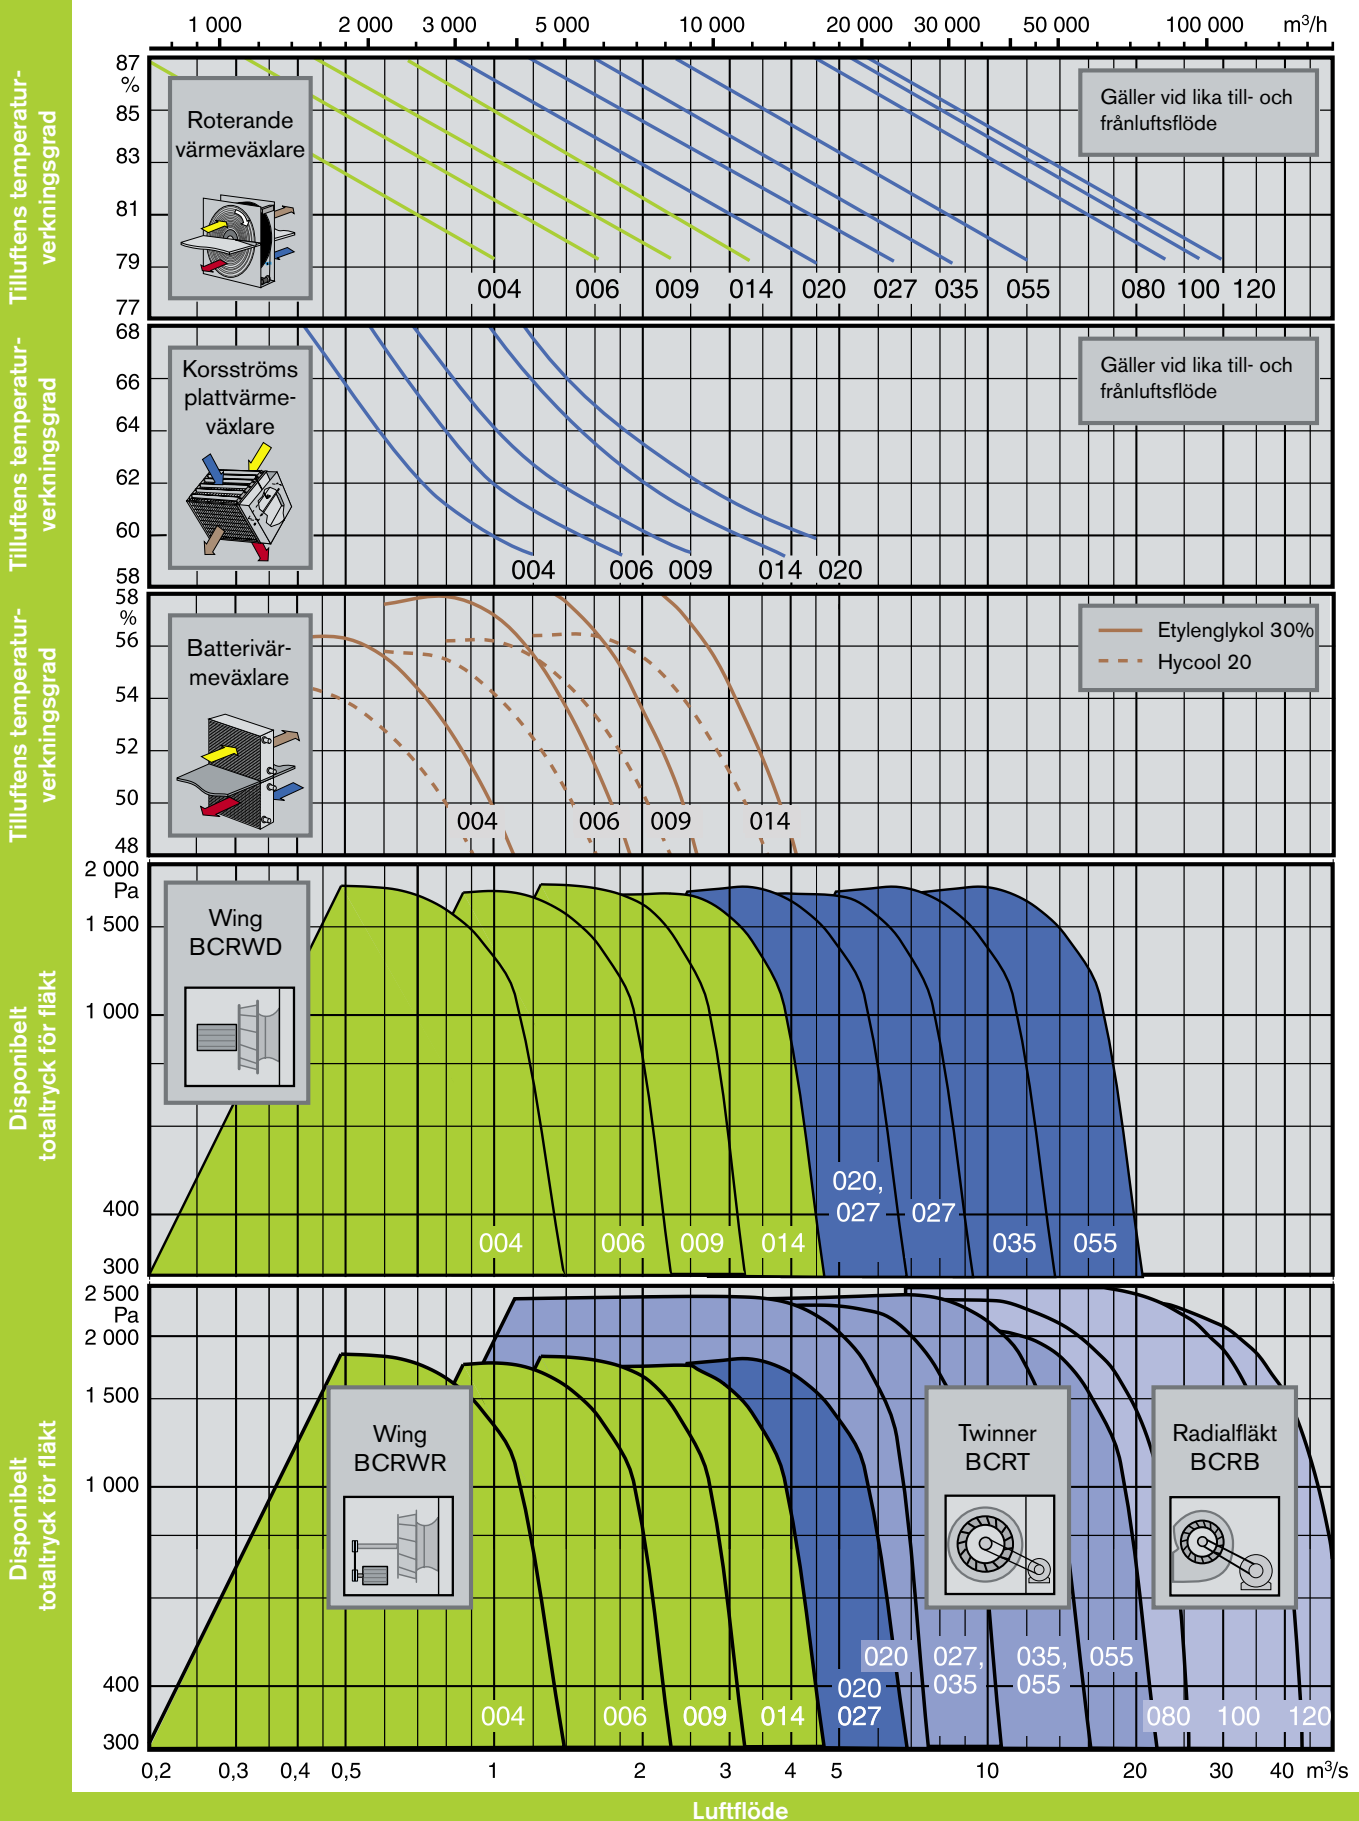 1 000 2 000 3 000 5 000 10 000 20 000 30 000 50 000 100 000 m³/h
Tilluftens temperatur-
verkningsgrad
87
%
85
83
81
79
77
Roterande
värmeväxlare
Gäller vid lika till- och
frånluftsflöde
004 006 009 014 020 027 035 055 080 100 120
Tilluftens temperatur-
verkningsgrad
68
66
64
62
60
58
Korsströms
plattvärme-
växlare
Gäller vid lika till- och
frånluftsflöde
004 006 009 014 020
Tilluftens temperatur-
verkningsgrad
58
%
56
54
52
50
48
Batterivär-
meväxlare
Etylenglykol 30%
Hycool 20
004 006 009 014
Disponibelt
totaltryck för fläkt
2 000
Pa
1 500
1 000
400
300
Wing
BCRWD
020,
027 027
004 006 009 014 035 055
Disponibelt
totaltryck för fläkt
2 500
Pa
2 000
1 500
1 000
400
300
Wing
BCRWR
Twinner
BCRT
Radialfläkt
BCRB
020 027, 035, 055
035 055
020
027
004 006 009 014 080 100 120
0,2 0,3 0,4 0,5 1 2 3 4 5 10 20 30 40 m³/s
Luftflöde